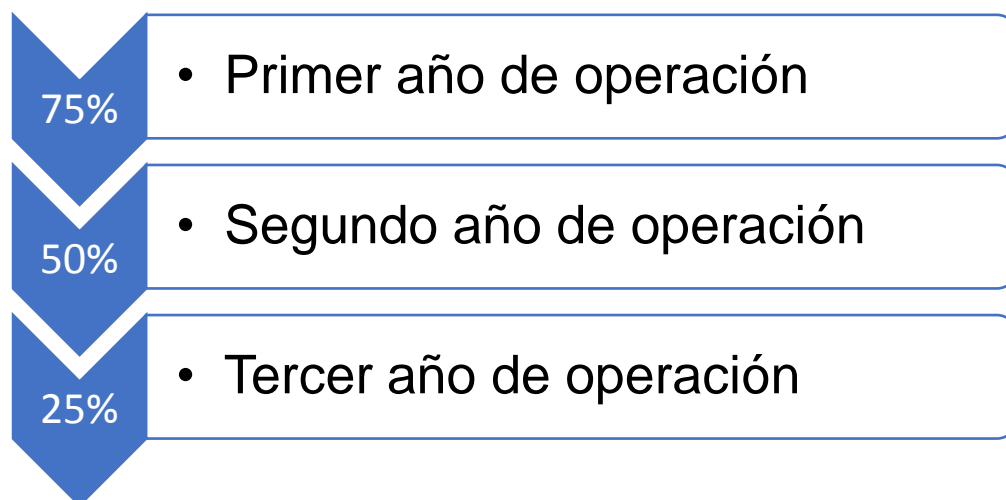 75%
• Primer año de operación
50%
• Segundo año de operación
25%
• Tercer año de operación